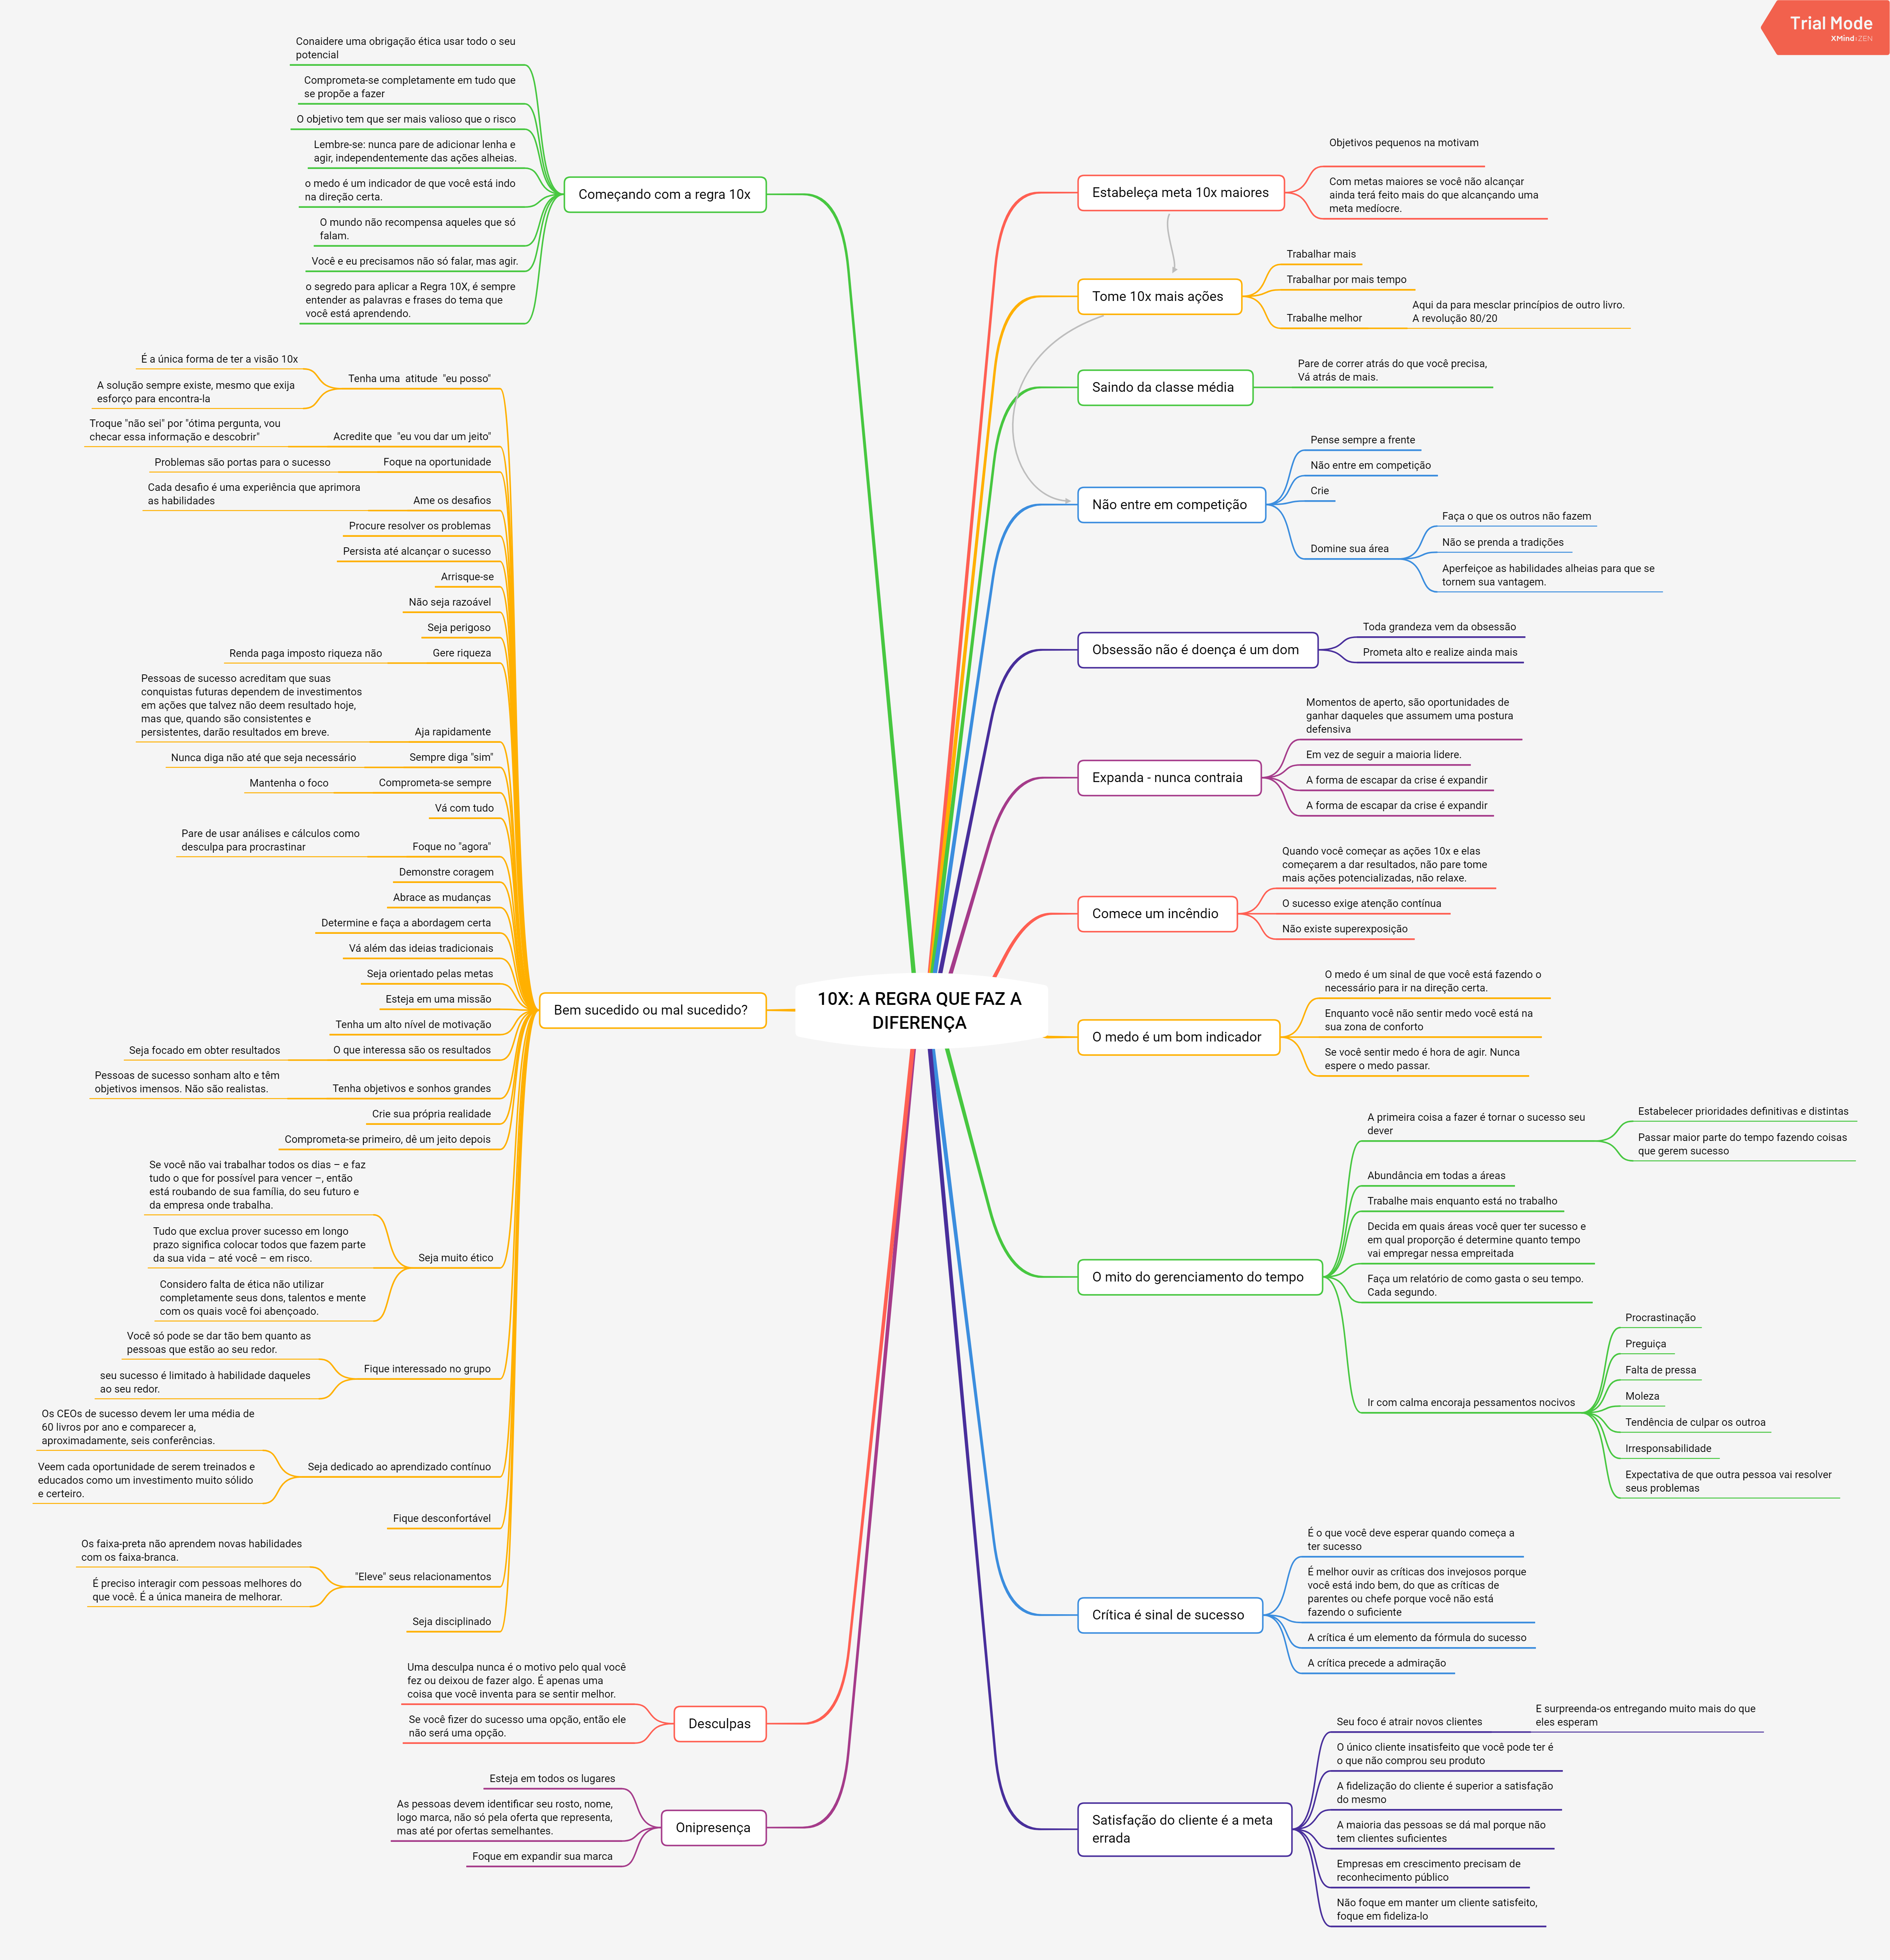 Trial Mode
XMind:ZEN
10X: A REGRA QUE FAZ A
DIFERENÇA
Estabeleça meta 10x maiores
Objetivos pequenos na motivam
Com metas maiores se você não alcançar
ainda terá feito mais do que alcançando uma
meta medíocre.
Tome 10x mais ações
Trabalhar mais
Trabalhar por mais tempo
Trabalhe melhor
Aqui da para mesclar princípios de outro livro.
A revolução 80/20
Saindo da classe média
Pare de correr atrás do que você precisa,
Vá atrás de mais.
Não entre em competição
Pense sempre a frente
Não entre em competição
Crie
Domine sua área
Faça o que os outros não fazem
Não se prenda a tradições
Aperfeiçoe as habilidades alheias para que se
tornem sua vantagem.
Obsessão não é doença é um dom
Toda grandeza vem da obsessão
Prometa alto e realize ainda mais
Expanda - nunca contraia
Momentos de aperto, são oportunidades de
ganhar daqueles que assumem uma postura
defensiva
Em vez de seguir a maioria lidere.
A forma de escapar da crise é expandir
A forma de escapar da crise é expandir
Comece um incêndio
Quando você começar as ações 10x e elas
começarem a dar resultados, não pare tome
mais ações potencializadas, não relaxe.
O sucesso exige atenção contínua
Não existe superexposição
O medo é um bom indicador
O medo é um sinal de que você está fazendo o
necessário para ir na direção certa.
Enquanto você não sentir medo você está na
sua zona de conforto
Se você sentir medo é hora de agir. Nunca
espere o medo passar.
O mito do gerenciamento do tempo
A primeira coisa a fazer é tornar o sucesso seu
dever
Estabelecer prioridades definitivas e distintas
Passar maior parte do tempo fazendo coisas
que gerem sucesso
Abundância em todas a áreas
Trabalhe mais enquanto está no trabalho
Decida em quais áreas você quer ter sucesso e
em qual proporção é determine quanto tempo
vai empregar nessa empreitada
Faça um relatório de como gasta o seu tempo.
Cada segundo.
Ir com calma encoraja pessamentos nocivos
Procrastinação
Preguiça
Falta de pressa
Moleza
Tendência de culpar os outroa
Irresponsabilidade
Expectativa de que outra pessoa vai resolver
seus problemas
Crítica é sinal de sucesso
É o que você deve esperar quando começa a
ter sucesso
É melhor ouvir as críticas dos invejosos porque
você está indo bem, do que as críticas de
parentes ou chefe porque você não está
fazendo o suficiente
A crítica é um elemento da fórmula do sucesso
A crítica precede a admiração
Satisfação do cliente é a meta
errada
Seu foco é atrair novos clientes
E surpreenda-os entregando muito mais do que
eles esperam
O único cliente insatisfeito que você pode ter é
o que não comprou seu produto
A fidelização do cliente é superior a satisfação
do mesmo
A maioria das pessoas se dá mal porque não
tem clientes suficientes
Empresas em crescimento precisam de
reconhecimento público
Não foque em manter um cliente satisfeito,
foque em fideliza-lo
Começando com a regra 10x
Conaidere uma obrigação ética usar todo o seu
potencial
Comprometa-se completamente em tudo que
se propõe a fazer
O objetivo tem que ser mais valioso que o risco
Lembre-se: nunca pare de adicionar lenha e
agir, independentemente das ações alheias.
o medo é um indicador de que você está indo
na direção certa.
O mundo não recompensa aqueles que só
falam.
Você e eu precisamos não só falar, mas agir.
o segredo para aplicar a Regra 10X, é sempre
entender as palavras e frases do tema que
você está aprendendo.
Bem sucedido ou mal sucedido?
Tenha uma  atitude  "eu posso"
É a única forma de ter a visão 10x
A solução sempre existe, mesmo que exija
esforço para encontra-la
Acredite que  "eu vou dar um jeito"
Troque "não sei" por "ótima pergunta, vou
checar essa informação e descobrir"
Foque na oportunidade
Problemas são portas para o sucesso
Ame os desafios
Cada desafio é uma experiência que aprimora
as habilidades
Procure resolver os problemas
Persista até alcançar o sucesso
Arrisque-se
Não seja razoável
Seja perigoso
Gere riqueza
Renda paga imposto riqueza não
Aja rapidamente
Pessoas de sucesso acreditam que suas
conquistas futuras dependem de investimentos
em ações que talvez não deem resultado hoje,
mas que, quando são consistentes e
persistentes, darão resultados em breve.
Sempre diga "sim"
Nunca diga não até que seja necessário
Comprometa-se sempre
Mantenha o foco
Vá com tudo
Foque no "agora"
Pare de usar análises e cálculos como
desculpa para procrastinar
Demonstre coragem
Abrace as mudanças
Determine e faça a abordagem certa
Vá além das ideias tradicionais
Seja orientado pelas metas
Esteja em uma missão
Tenha um alto nível de motivação
O que interessa são os resultados
Seja focado em obter resultados
Tenha objetivos e sonhos grandes
Pessoas de sucesso sonham alto e têm
objetivos imensos. Não são realistas.
Crie sua própria realidade
Comprometa-se primeiro, dê um jeito depois
Seja muito ético
Se você não vai trabalhar todos os dias – e faz
tudo o que for possível para vencer –, então
está roubando de sua família, do seu futuro e
da empresa onde trabalha.
Tudo que exclua prover sucesso em longo
prazo significa colocar todos que fazem parte
da sua vida – até você – em risco.
Considero falta de ética não utilizar
completamente seus dons, talentos e mente
com os quais você foi abençoado.
Fique interessado no grupo
Você só pode se dar tão bem quanto as
pessoas que estão ao seu redor.
seu sucesso é limitado à habilidade daqueles
ao seu redor.
Seja dedicado ao aprendizado contínuo
Os CEOs de sucesso devem ler uma média de
60 livros por ano e comparecer a,
aproximadamente, seis conferências.
Veem cada oportunidade de serem treinados e
educados como um investimento muito sólido
e certeiro.
Fique desconfortável
"Eleve" seus relacionamentos
Os faixa-preta não aprendem novas habilidades
com os faixa-branca.
É preciso interagir com pessoas melhores do
que você. É a única maneira de melhorar.
Seja disciplinado
Desculpas
Uma desculpa nunca é o motivo pelo qual você
fez ou deixou de fazer algo. É apenas uma
coisa que você inventa para se sentir melhor.
Se você fizer do sucesso uma opção, então ele
não será uma opção.
Onipresença
Esteja em todos os lugares
As pessoas devem identificar seu rosto, nome,
logo marca, não só pela oferta que representa,
mas até por ofertas semelhantes.
Foque em expandir sua marca